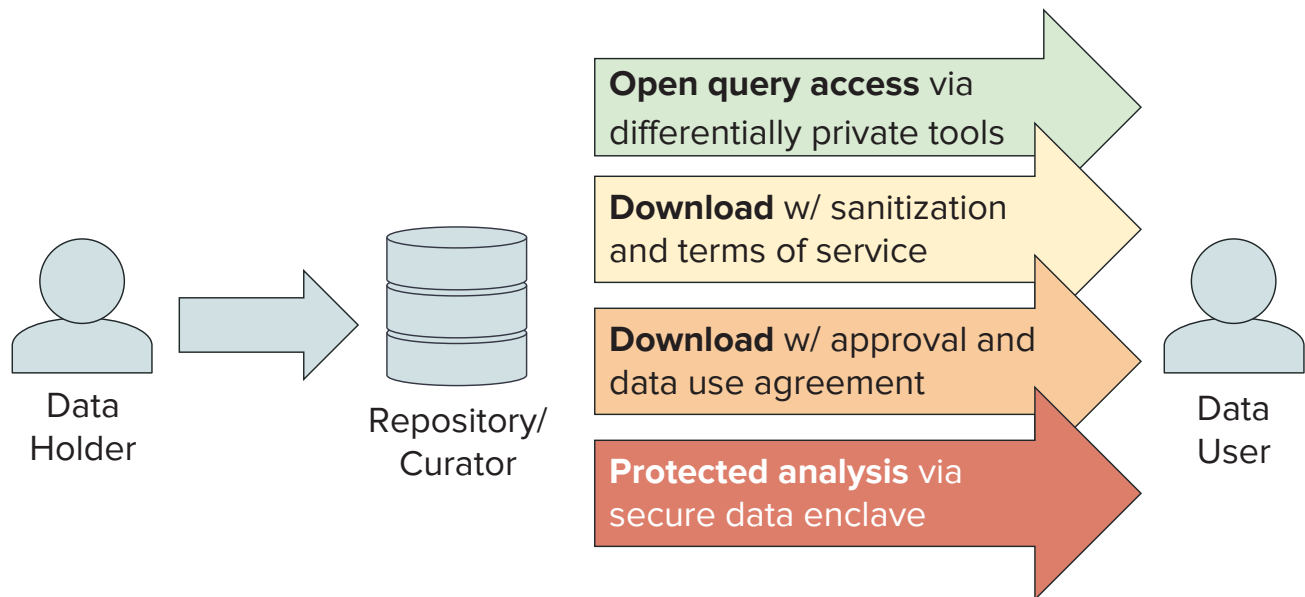 Open query access via
differentially private tools
Download w/ sanitization
and terms of service
Download w/ approval and
data use agreement
Protected analysis via
secure data enclave
Data
Holder
Repository/
Curator
Data
User